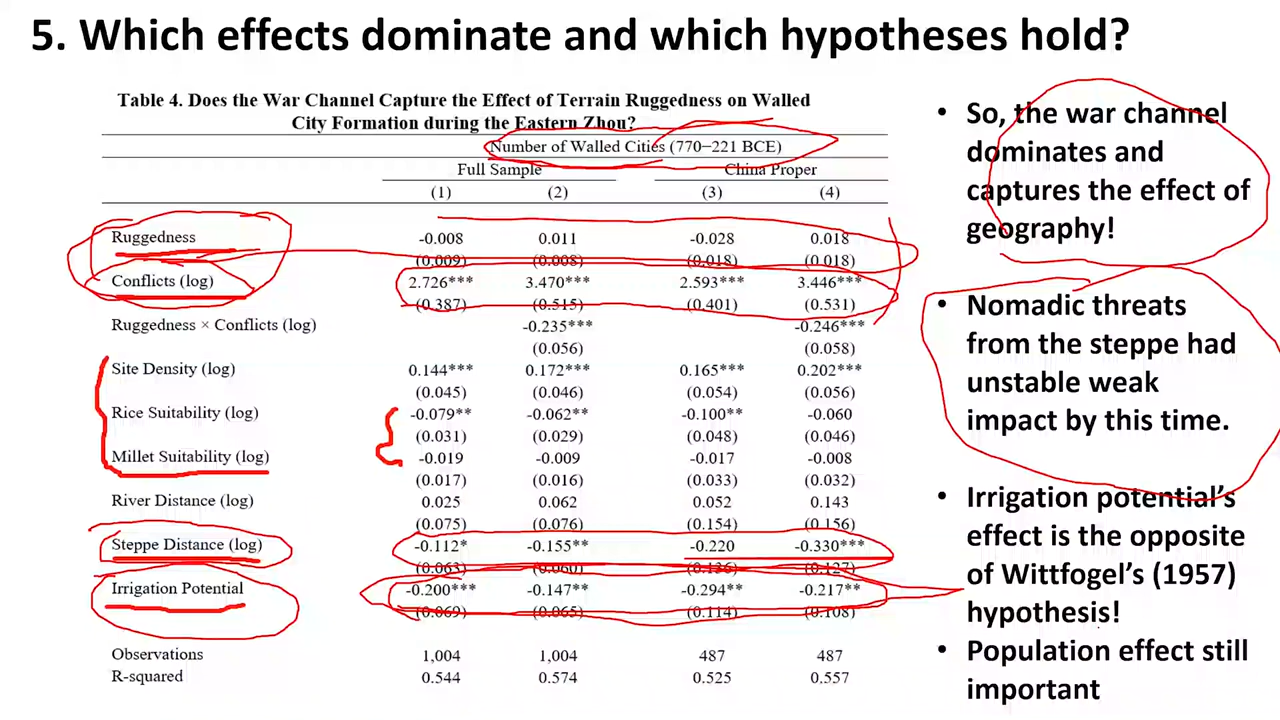 5. Which effects dominate and which hypotheses hold?
Table 4. Does the War Channel Capture the Effect of Terrain Ruggedness on Walled
City Formation during the Eastern Zhou?
Number of Walled Cities (770−221 BCE)
Full Sample China Proper
(1) (2) (3) (4)
Ruggedness -0.008 0.011 -0.028 0.018
(0.009) (0.008) (0.018) (0.018)
Conflicts (log) 2.726*** 3.470*** 2.593*** 3.446***
(0.387) (0.515) (0.401) (0.531)
Ruggedness × Conflicts (log) -0.235*** -0.246***
(0.056) (0.058)
Site Density (log) 0.144*** 0.172*** 0.165*** 0.202***
(0.045) (0.046) (0.054) (0.056)
Rice Suitability (log) -0.079** -0.062** -0.100** -0.060
(0.031) (0.029) (0.048) (0.046)
Millet Suitability (log) -0.019 -0.009 -0.017 -0.008
(0.017) (0.016) (0.033) (0.032)
River Distance (log) 0.025 0.062 0.052 0.143
(0.075) (0.076) (0.154) (0.156)
Steppe Distance (log) -0.112* -0.155** -0.220 -0.330***
(0.063) (0.060) (0.136) (0.127)
Irrigation Potential -0.200*** -0.147** -0.294** -0.217**
(0.069) (0.065) (0.114) (0.108)
Observations 1,004 1,004 487 487
R-squared 0.544 0.574 0.525 0.557
• So, the war channel
dominates and
captures the effect of
geography!
• Nomadic threats
from the steppe had
unstable weak
impact by this time.
• Irrigation potential's
effect is the opposite
of Wittfogel's (1957)
hypothesis!
• Population effect still
important